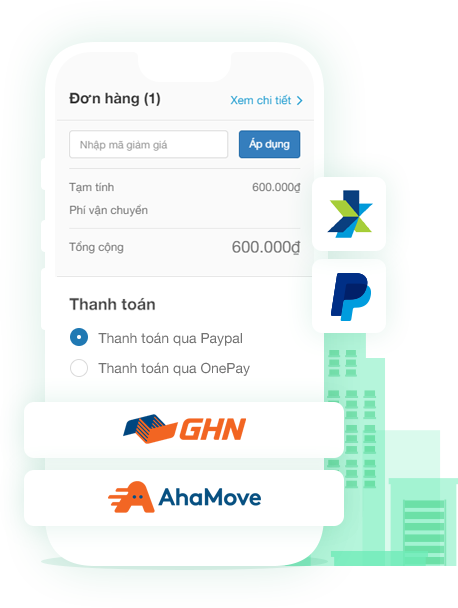 Đơn hàng (1)
Xem chi tiết
Nhập mã giảm giá
Áp dụng
Tạm tính
600.000₫
Phí vận chuyển
Tổng cộng
600.000₫
Thanh toán
Thanh toán qua Paypal
Thanh toán qua OnePay
GHN
AhaMove